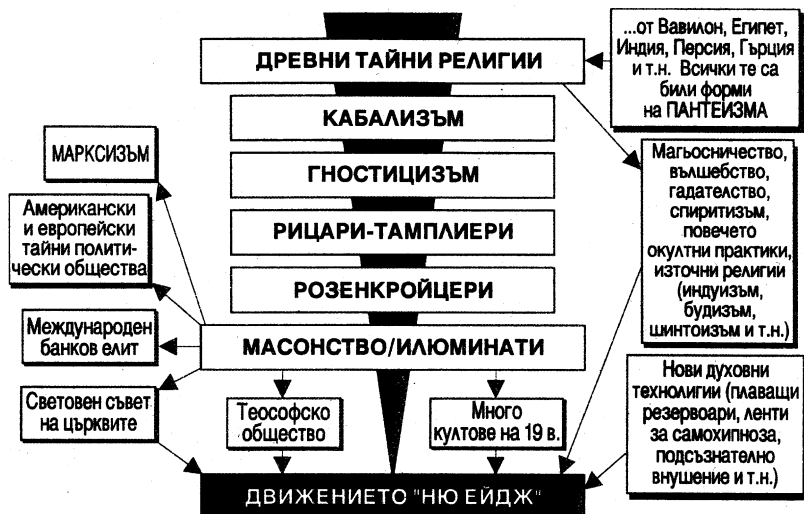 ДРЕВНИ ТАЙНИ РЕЛИГИИ
...от Вавилон, Египет,
Индия, Персия, Гърция
и т.н. Всички те са
били форми
на ПАНТЕИЗМА
КАБАЛИЗЪМ
ГНОСТИЦИЗЪМ
РИЦАРИ-ТАМПЛИЕРИ
РОЗЕНКРОЙЦЕРИ
МАСОНСТВО/ИЛЮМИНАТИ
МАРКСИЗЪМ
Американски
и европейски
тайни полити-
чески общества
Международен
банков елит
Световен съвет
на църквите
Теософско
общество
Много
култове на 19 в.
Магьосничество,
вълшебство,
гадателство,
спиритизъм,
повечето
окултни практики,
източни религии
(индуизъм,
будизъм,
шинтоизъм и т.н.)
Нови духовни
технолигии (плаващи
резервоари, ленти
за самохипноза,
подсъзнателно
внушение и т.н.)
ДВИЖЕНИЕТО "НЮ ЕЙДЖ"